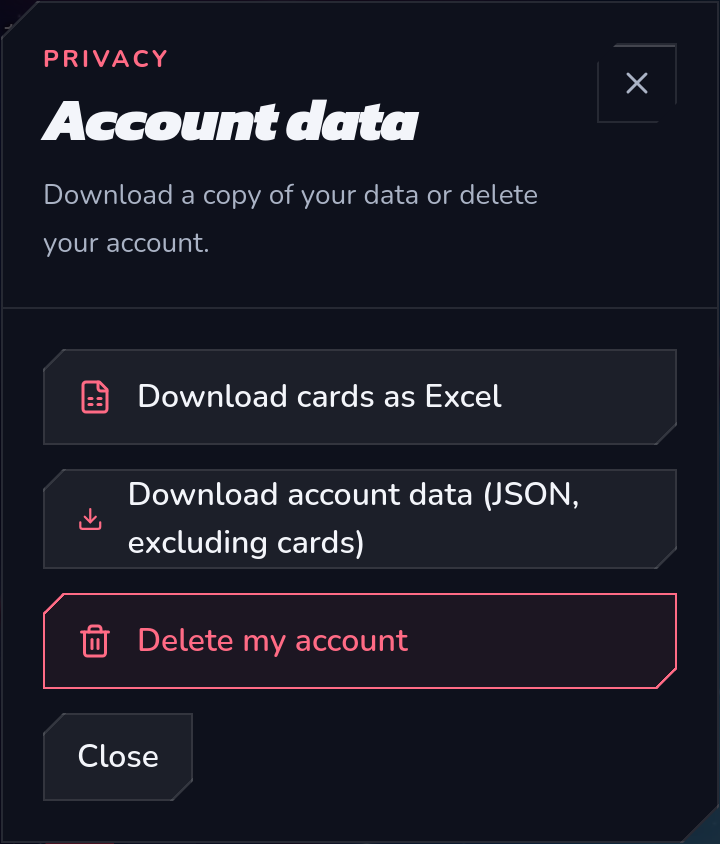 PRIVACY
Account data
Download a copy of your data or delete
your account.
Download cards as Excel
Download account data (JSON,
excluding cards)
Delete my account
Close